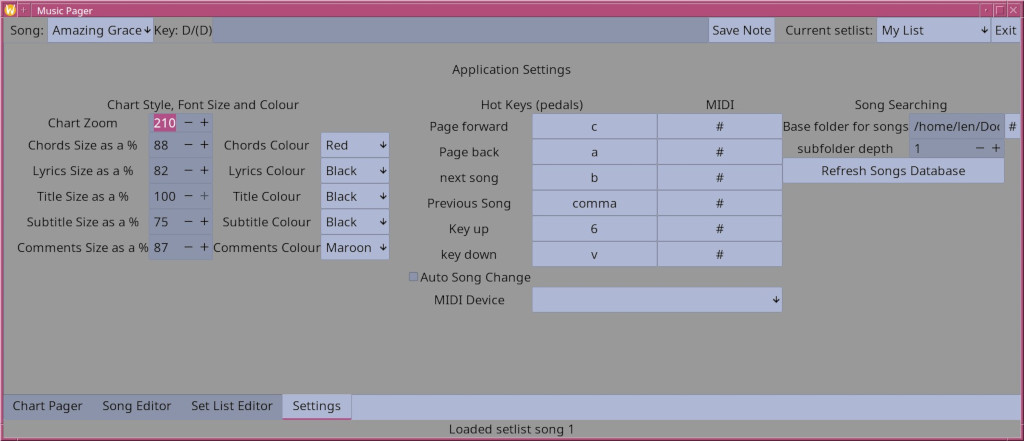 Music Pager
Song: Amazing Grace Key: D/(D) Save Note Current setlist: My List Exit
Application Settings
Chart Style, Font Size and Colour Hot Keys (pedals) MIDI Song Searching
Chart Zoom 210 − + Page forward c # Base folder for songs /home/len/Doc #
Chords Size as a % 88 − + Chords Colour Red Page back a # subfolder depth 1 − +
Lyrics Size as a % 82 − + Lyrics Colour Black next song b # Refresh Songs Database
Title Size as a % 100 − + Title Colour Black Previous Song comma #
Subtitle Size as a % 75 − + Subtitle Colour Black Key up 6 #
Comments Size as a % 87 − + Comments Colour Maroon key down v #
Auto Song Change
MIDI Device
Chart Pager Song Editor Set List Editor Settings
Loaded setlist song 1